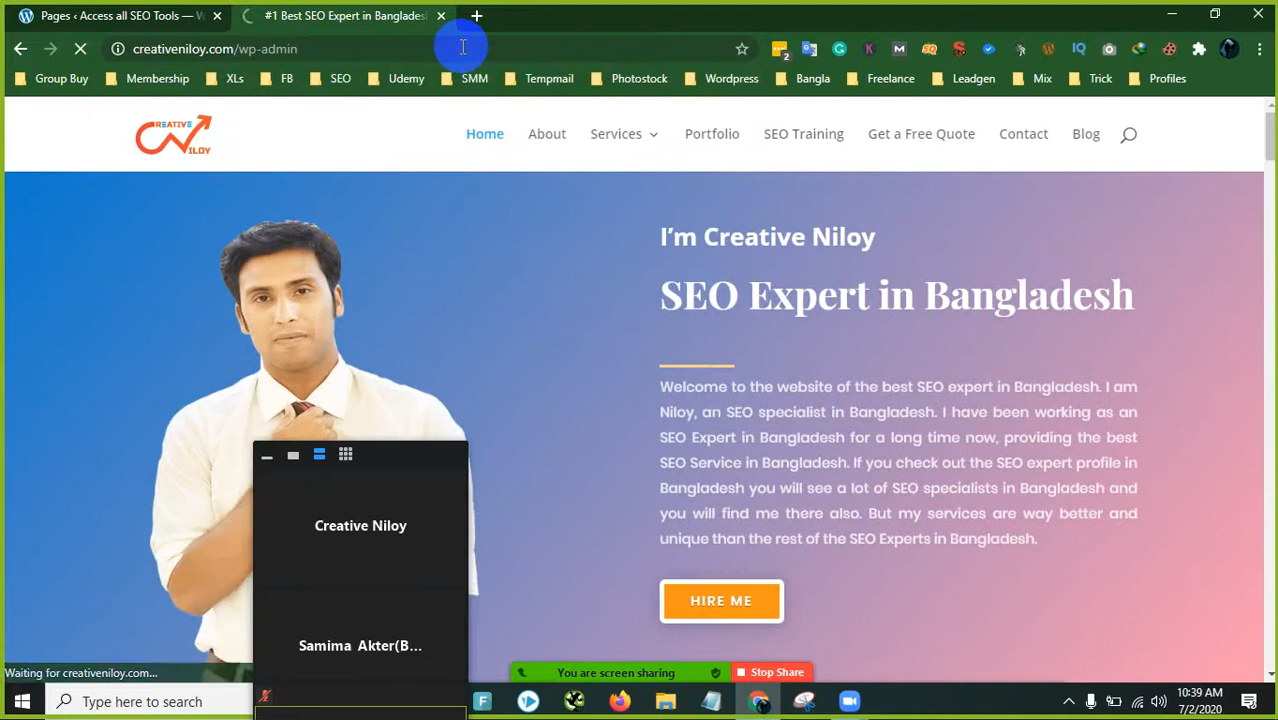 Pages ‹ Access all SEO Tools — W
#1 Best SEO Expert in Bangladesh
creativeniloy.com/wp-admin
2
Group Buy
Membership
XLs
FB
SEO
Udemy
SMM
Tempmail
Photostock
Wordpress
Bangla
Freelance
Leadgen
Mix
Trick
Profiles
REATIVE
NILOY
Home
About
Services
Portfolio
SEO Training
Get a Free Quote
Contact
Blog
I’m Creative Niloy
SEO Expert in Bangladesh
Welcome to the website of the best SEO expert in Bangladesh. I am
Niloy, an SEO specialist in Bangladesh. I have been working as an
SEO Expert in Bangladesh for a long time now, providing the best
SEO Service in Bangladesh. If you check out the SEO expert profile in
Bangladesh you will see a lot of SEO specialists in Bangladesh and
you will find me there also. But my services are way better and
unique than the rest of the SEO Experts in Bangladesh.
HIRE ME
Creative Niloy
Samima Akter(B...
Waiting for creativeniloy.com...
You are screen sharing
Stop Share
Type here to search
10:39 AM
7/2/2020